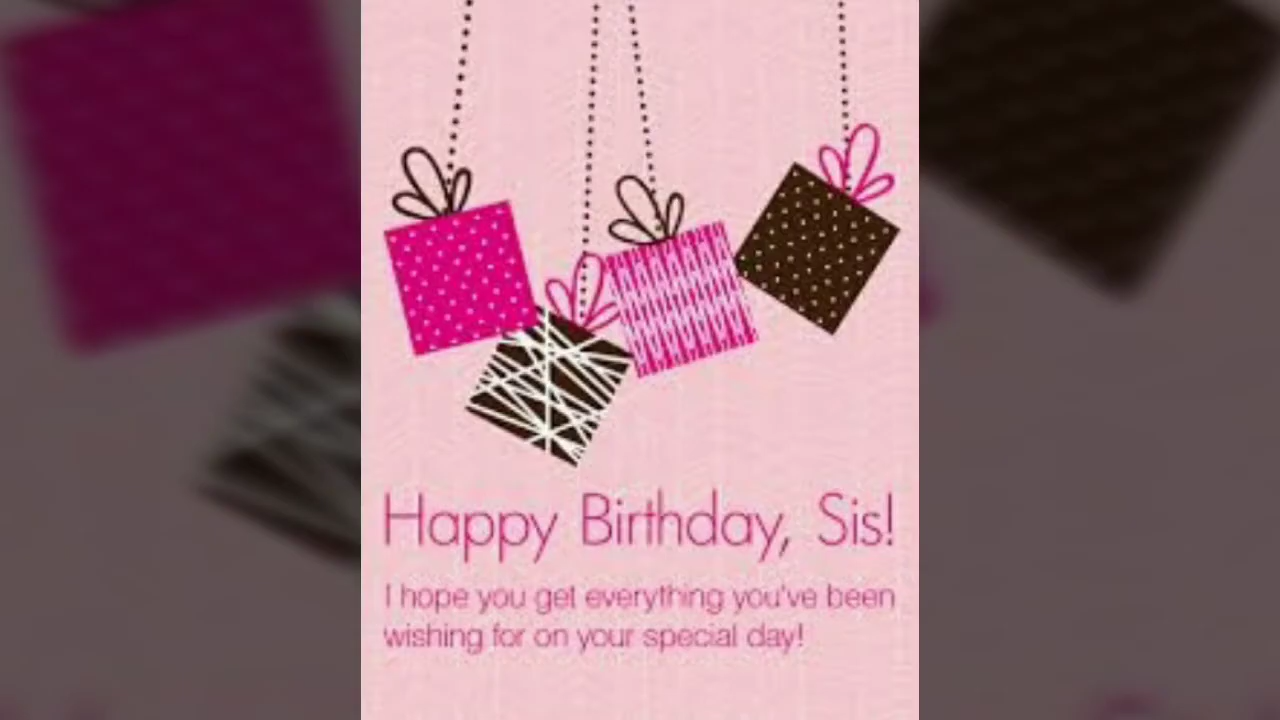 Happy Birthday, Sis!
I hope you get everything you've been
wishing for on your special day!